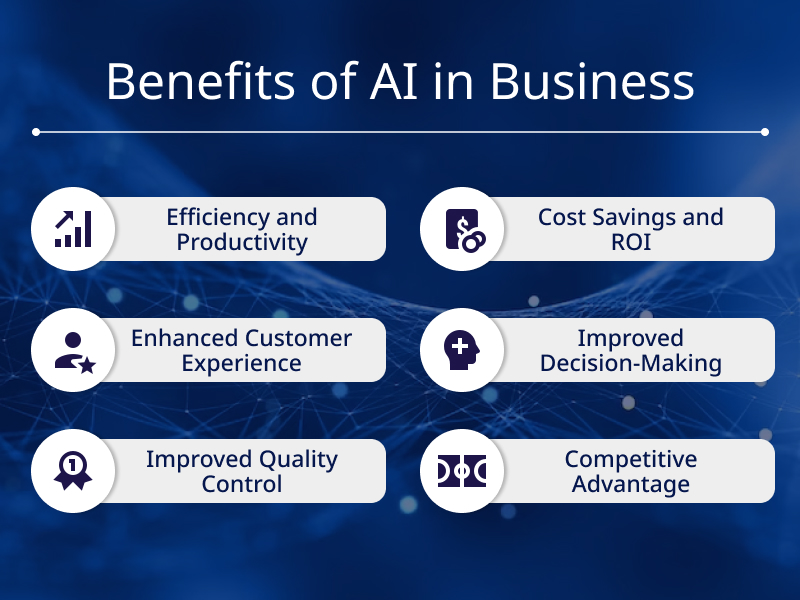 Benefits of AI in Business
Efficiency and
Productivity
Cost Savings and
ROI
Enhanced Customer
Experience
Improved
Decision-Making
Improved Quality
Control
Competitive
Advantage